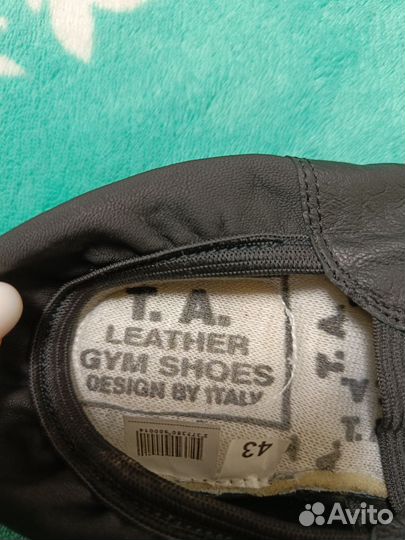 T. A.
LEATHER
GYM SHOES
DESIGN BY ITALY
43
T. A.
T.
Avito